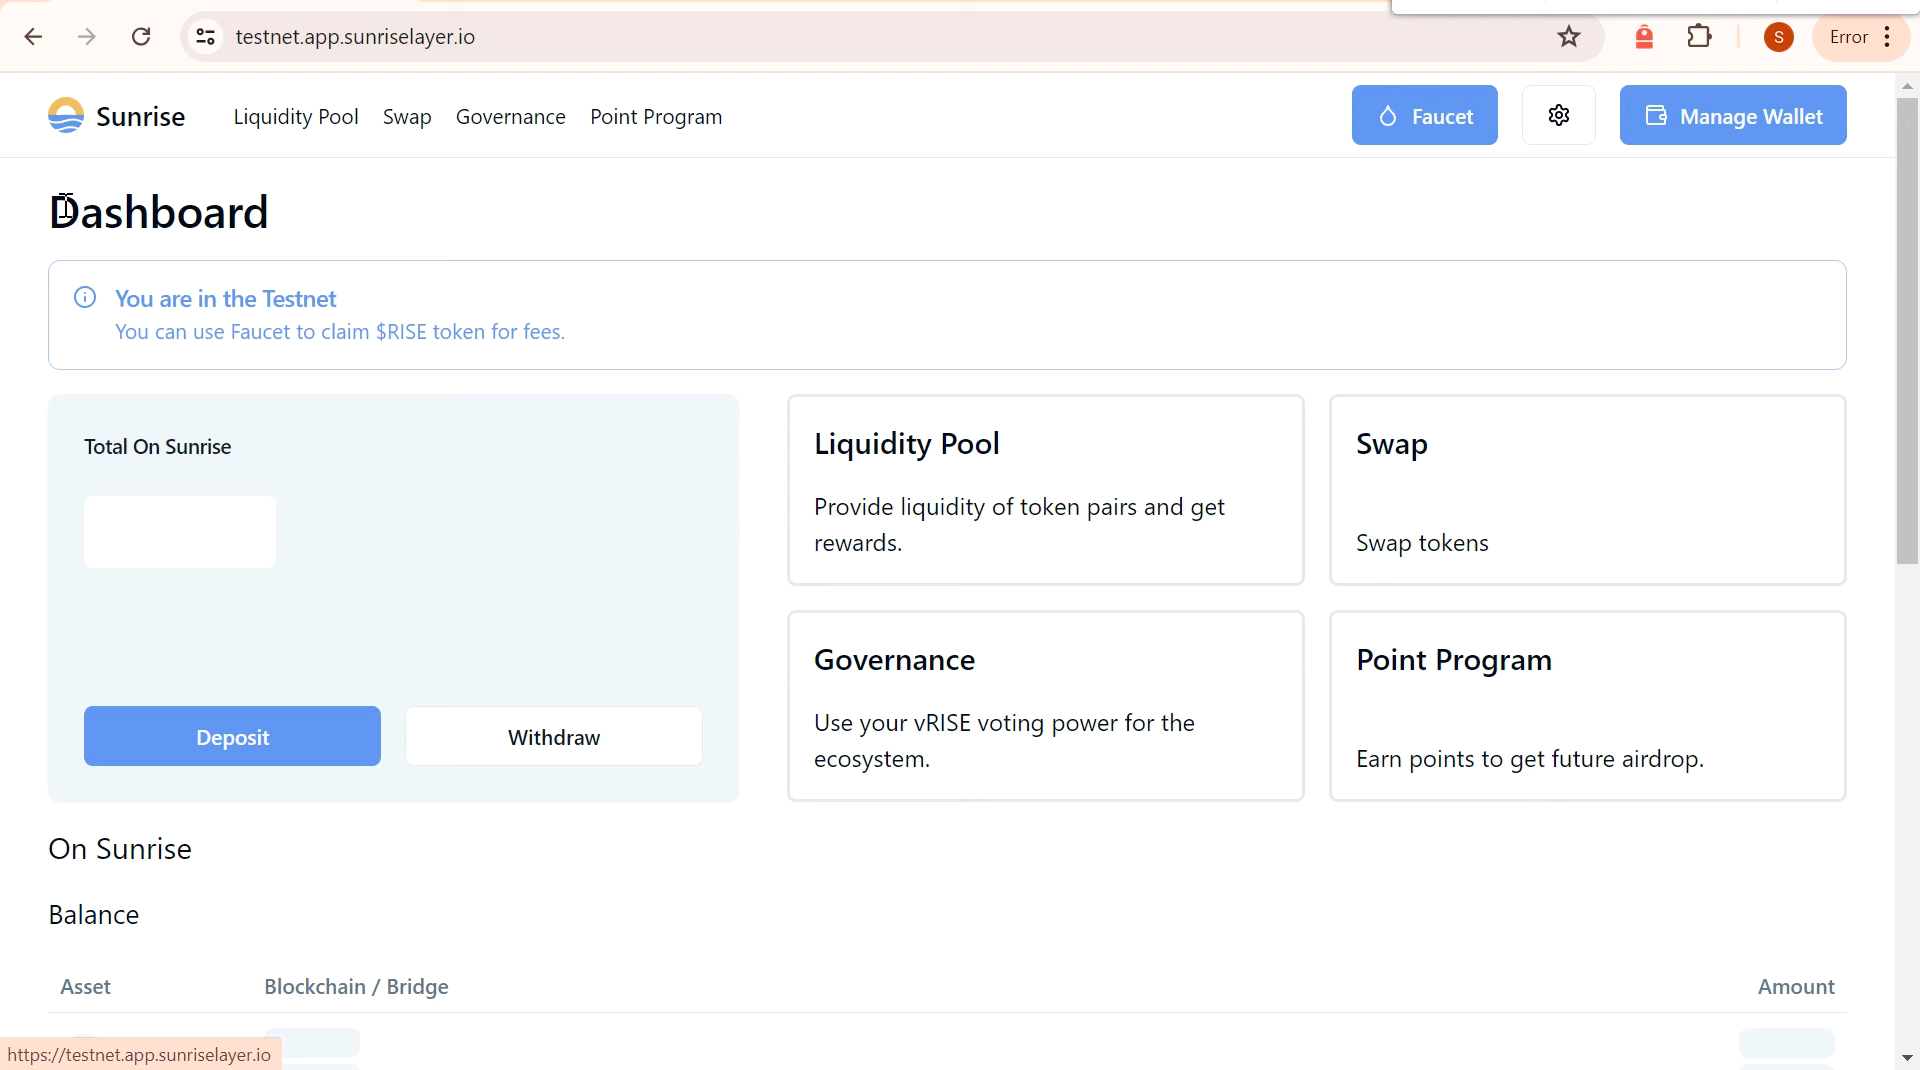 testnet.app.sunriselayer.io
S
Error
Sunrise
Liquidity Pool
Swap
Governance
Point Program
Faucet
Manage Wallet
Dashboard
You are in the Testnet
You can use Faucet to claim $RISE token for fees.
Total On Sunrise
Deposit
Withdraw
Liquidity Pool
Provide liquidity of token pairs and get
rewards.
Swap
Swap tokens
Governance
Use your vRISE voting power for the
ecosystem.
Point Program
Earn points to get future airdrop.
On Sunrise
Balance
Asset
Blockchain / Bridge
Amount
https://testnet.app.sunriselayer.io